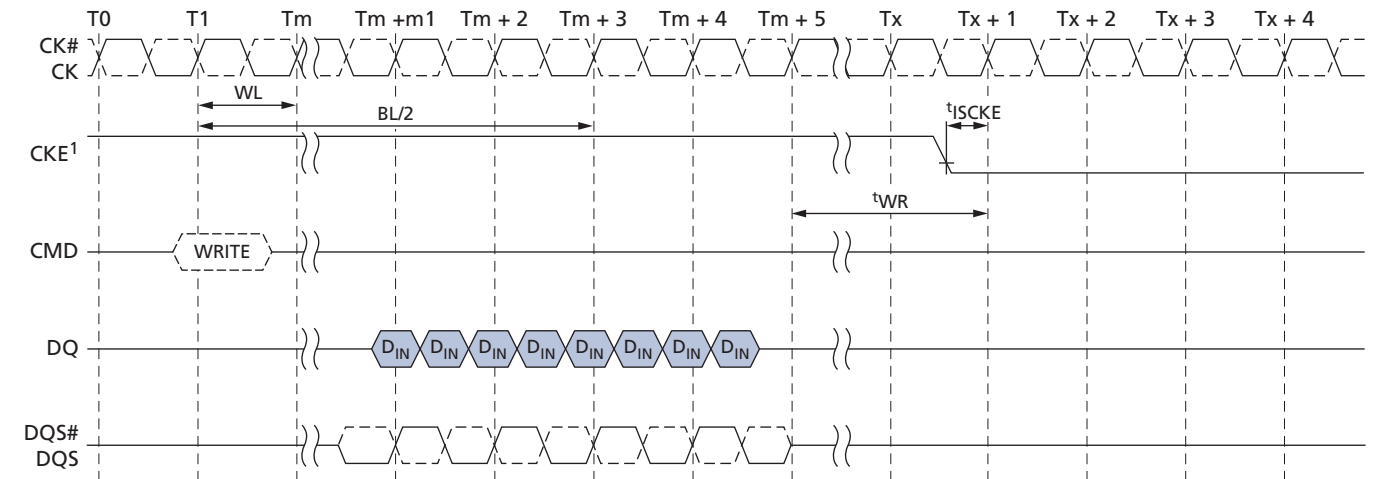 T0 T1 Tm Tm +m1 Tm + 2 Tm + 3 Tm + 4 Tm + 5 Tx Tx + 1 Tx + 2 Tx + 3 Tx + 4
CK#
CK
WL
BL/2
tISCKE
CKE1
tWR
CMD WRITE
DQ DIN DIN DIN DIN DIN DIN DIN DIN
DQS#
DQS